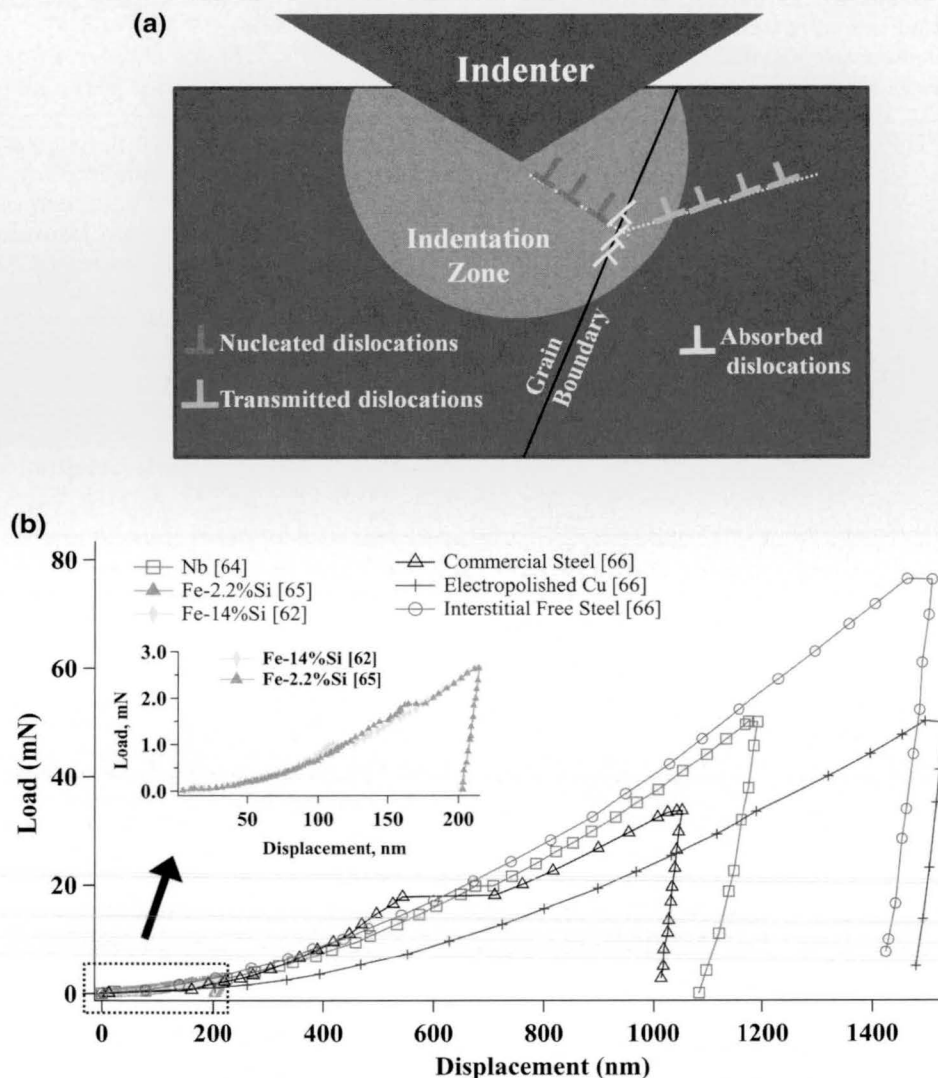 (a)
Indenter
Indentation
Zone
Grain
Boundary
Nucleated dislocations
Transmitted dislocations
Absorbed
dislocations
(b)
Load (mN)
80
60
40
20
0
Nb [64]
Fe-2.2%Si [65]
Fe-14%Si [62]
Commercial Steel [66]
Electropolished Cu [66]
Interstitial Free Steel [66]
Fe-14%Si [62]
Fe-2.2%Si [65]
Load, mN
3.0
2.0
1.0
0.0
50
100
150
200
Displacement, nm
0
200
400
600
800
1000
1200
1400
Displacement (nm)